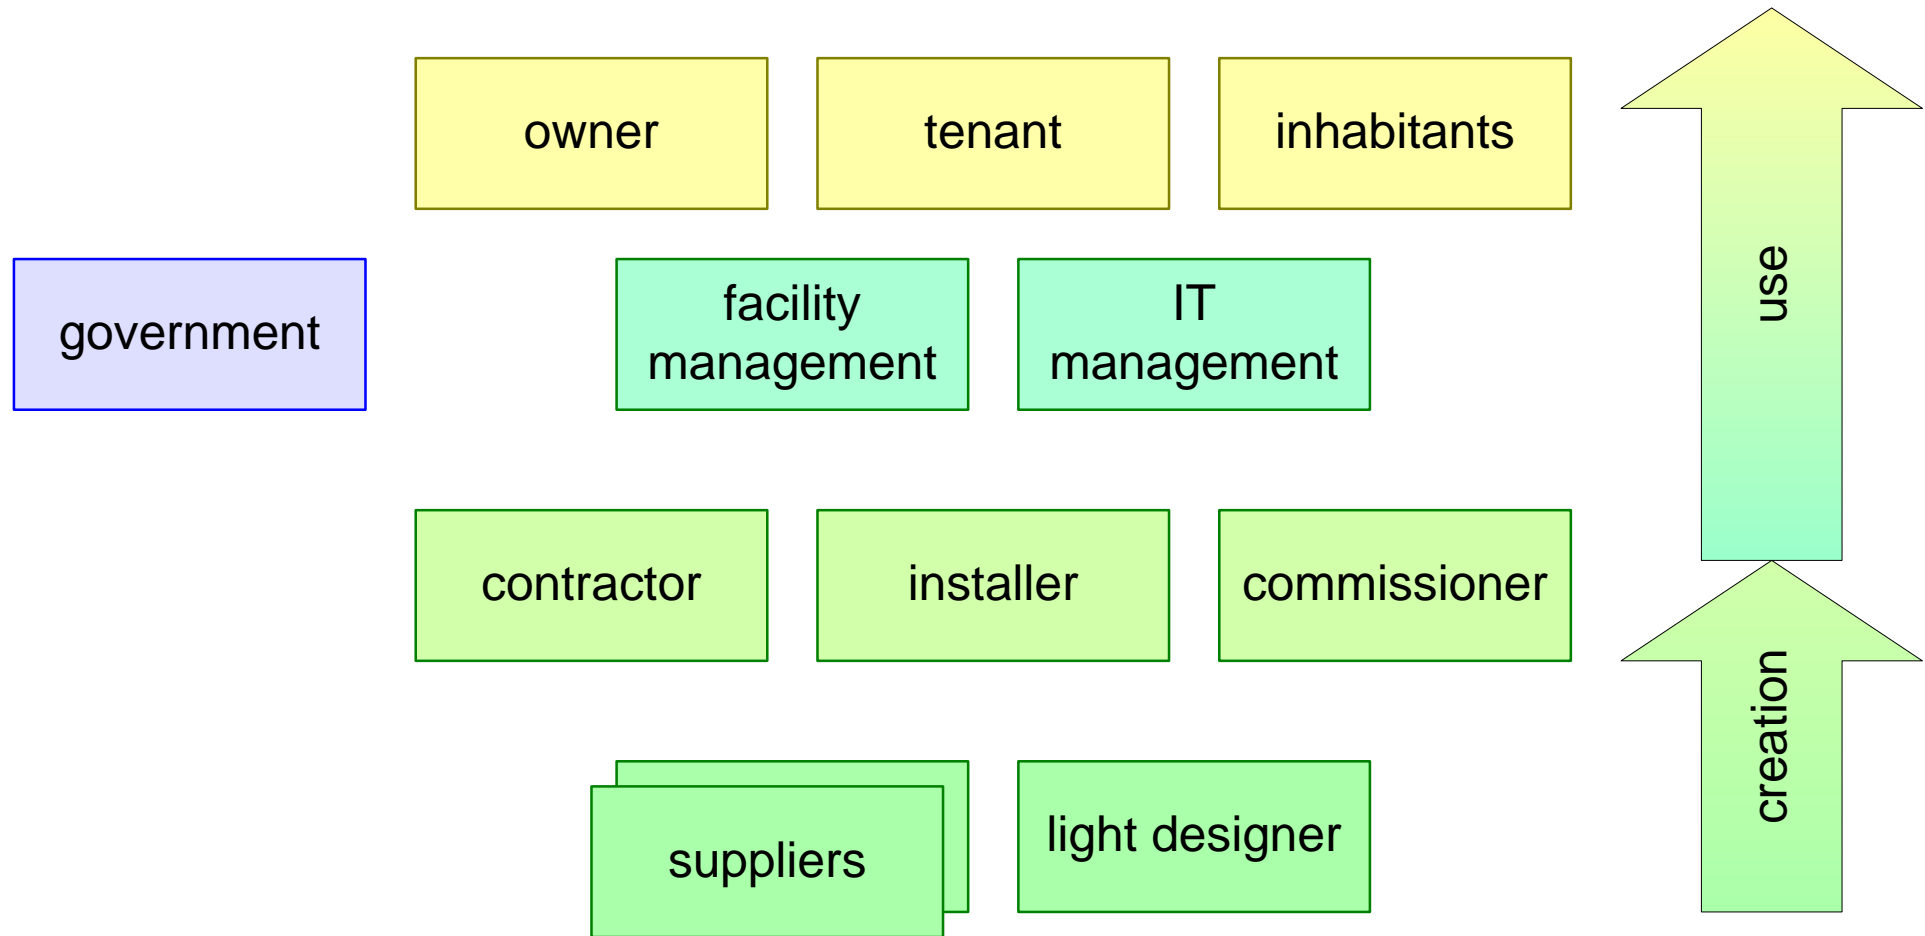 owner
tenant
inhabitants
government
facility
management
IT
management
use
contractor
installer
commissioner
creation
suppliers
light designer